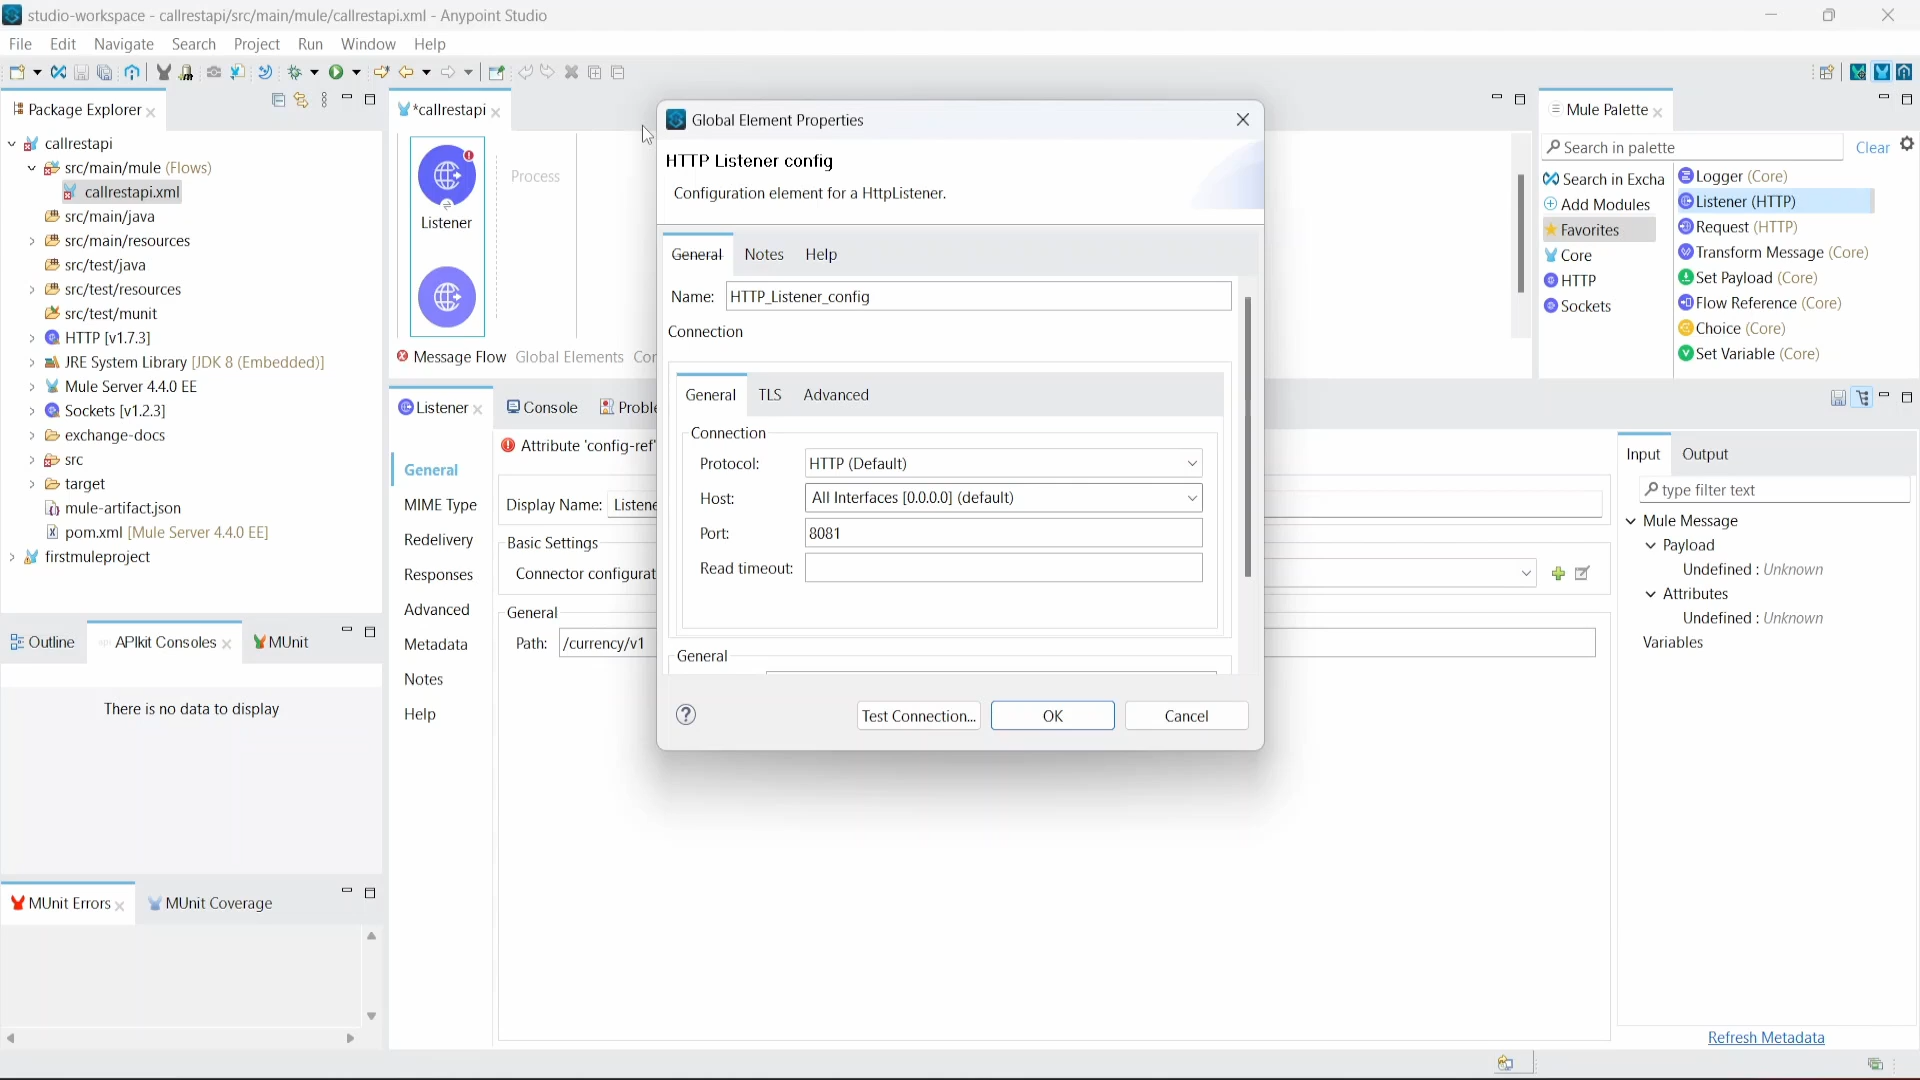 studio-workspace - callrestapi/src/main/mule/callrestapi.xml - Anypoint Studio
File Edit Navigate Search Project Run Window Help
Package Explorer
callrestapi
src/main/mule (Flows)
callrestapi.xml
src/main/java
src/main/resources
src/test/java
src/test/resources
src/test/munit
HTTP [v1.7.3]
JRE System Library [JDK 8 (Embedded)]
Mule Server 4.4.0 EE
Sockets [v1.2.3]
exchange-docs
src
target
mule-artifact.json
pom.xml [Mule Server 4.4.0 EE]
firstmuleproject
Outline APIkit Consoles MUnit
There is no data to display
MUnit Errors MUnit Coverage
*callrestapi
Listener
Process
Message Flow Global Elements Cor
Listener Console Proble
Attribute 'config-ref'
General
MIME Type
Redelivery
Responses
Advanced
Metadata
Notes
Help
Display Name: Listene
Basic Settings
Connector configurat
General
Path: /currency/v1
Global Element Properties
HTTP Listener config
Configuration element for a HttpListener.
General Notes Help
Name: HTTP_Listener_config
Connection
General TLS Advanced
Connection
Protocol: HTTP (Default)
Host: All Interfaces [0.0.0.0] (default)
Port: 8081
Read timeout:
General
? Test Connection... OK Cancel
Mule Palette
Search in palette Clear
Search in Excha
Add Modules
Favorites
Core
HTTP
Sockets
Logger (Core)
Listener (HTTP)
Request (HTTP)
Transform Message (Core)
Set Payload (Core)
Flow Reference (Core)
Choice (Core)
Set Variable (Core)
Input Output
type filter text
Mule Message
Payload
Undefined : Unknown
Attributes
Undefined : Unknown
Variables
Refresh Metadata